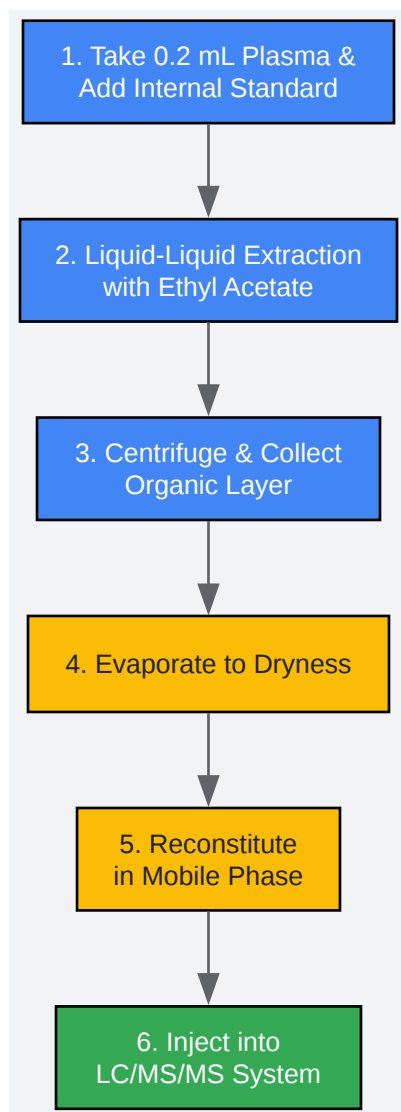 1. Take 0.2 mL Plasma &
Add Internal Standard
2. Liquid-Liquid Extraction
with Ethyl Acetate
3. Centrifuge & Collect
Organic Layer
4. Evaporate to Dryness
5. Reconstitute
in Mobile Phase
6. Inject into
LC/MS/MS System